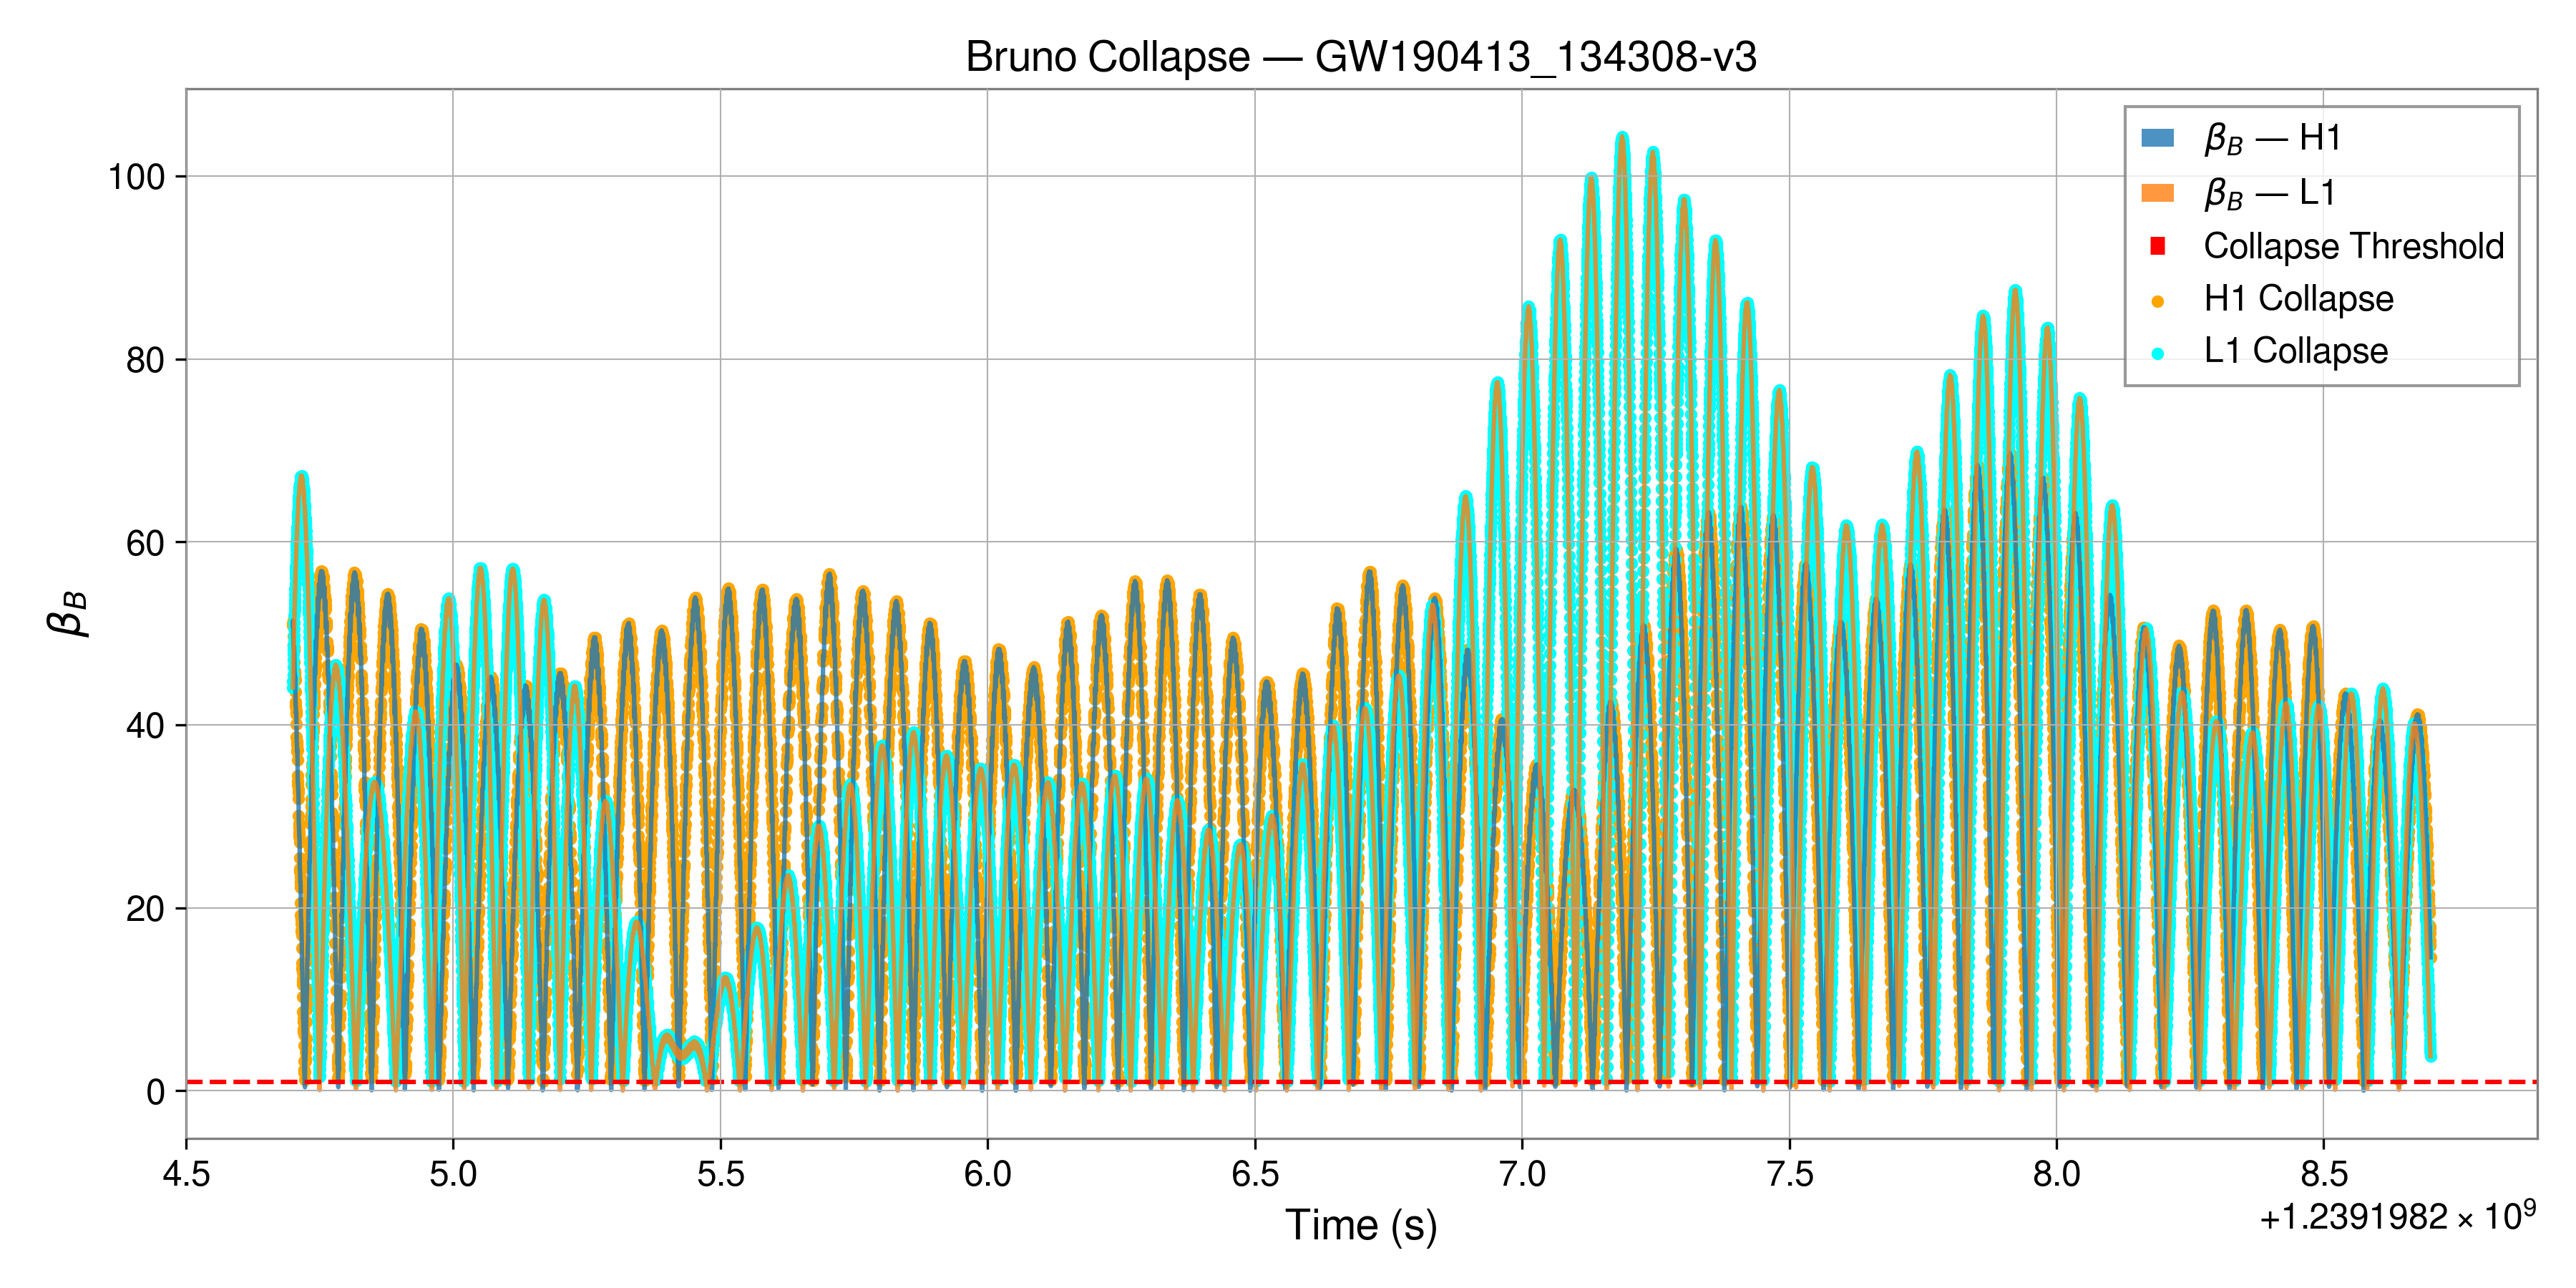 Bruno Collapse — GW190413_134308-v3
β_B — H1
β_B — L1
Collapse Threshold
H1 Collapse
L1 Collapse
β_B
100
80
60
40
20
0
4.5 5.0 5.5 6.0 6.5 7.0 7.5 8.0 8.5
+1.2391982 × 10⁹
Time (s)